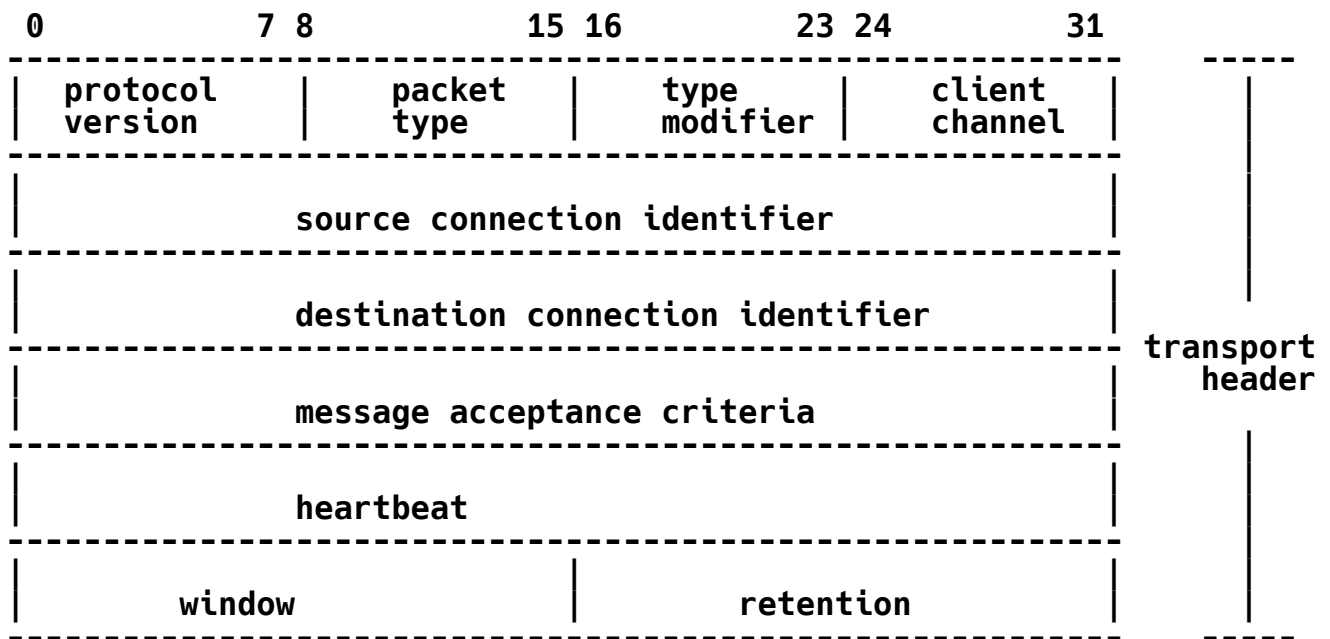 0 7 8 15 16 23 24 31
protocol packet type client
version type modifier channel
source connection identifier
destination connection identifier
transport
header
message acceptance criteria
heartbeat
window retention